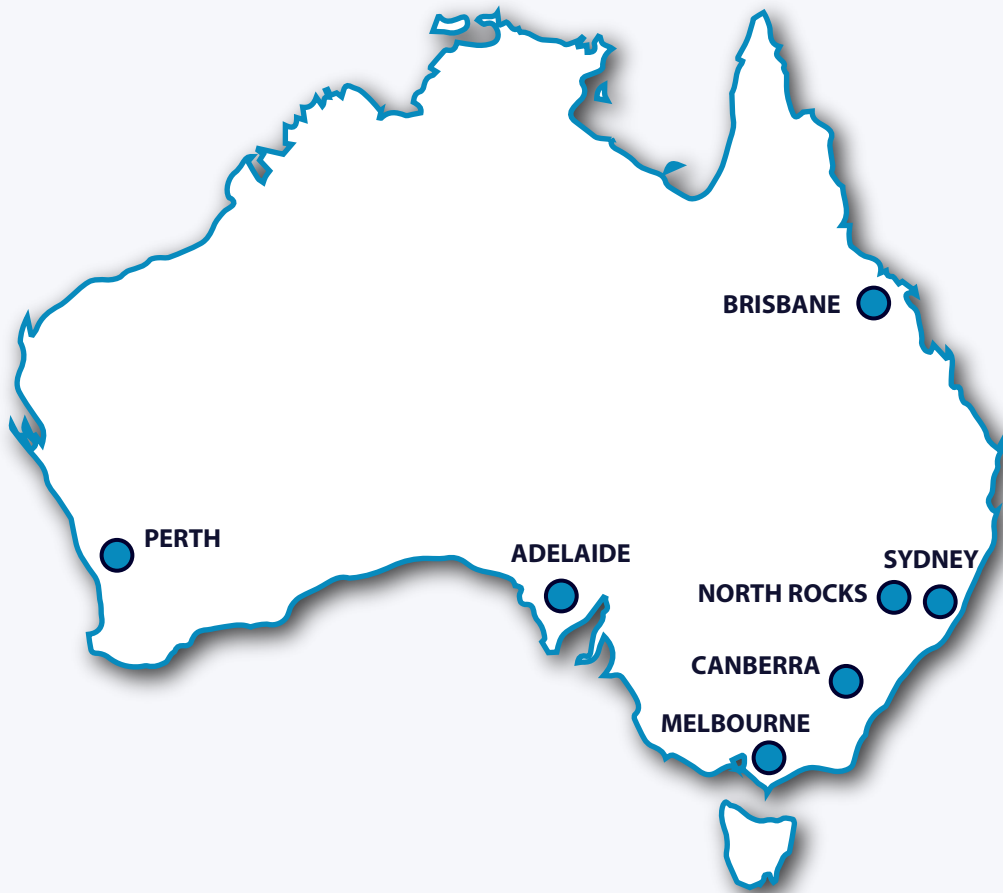 BRISBANE
PERTH
ADELAIDE
SYDNEY
NORTH ROCKS
CANBERRA
MELBOURNE